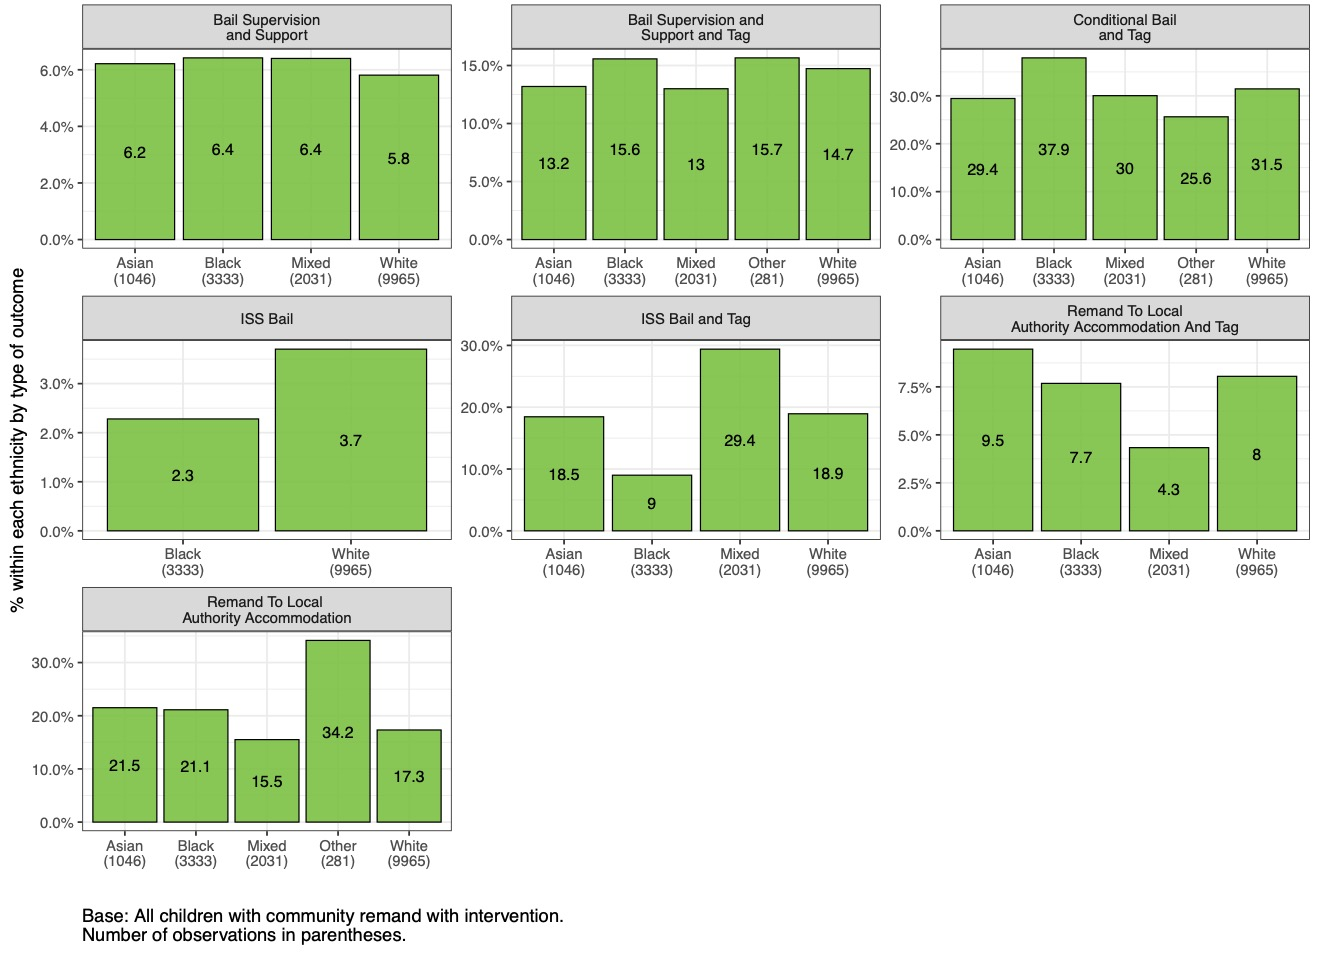 % within each ethnicity by type of outcome
Bail Supervision
and Support
6.0%
4.0%
2.0%
0.0%
6.2
6.4
6.4
5.8
Asian
(1046)
Black
(3333)
Mixed
(2031)
White
(9965)
Bail Supervision and
Support and Tag
15.0%
10.0%
5.0%
0.0%
13.2
15.6
13
15.7
14.7
Asian
(1046)
Black
(3333)
Mixed
(2031)
Other
(281)
White
(9965)
Conditional Bail
and Tag
30.0%
20.0%
10.0%
0.0%
29.4
37.9
30
25.6
31.5
Asian
(1046)
Black
(3333)
Mixed
(2031)
Other
(281)
White
(9965)
ISS Bail
3.0%
2.0%
1.0%
0.0%
2.3
3.7
Black
(3333)
White
(9965)
ISS Bail and Tag
30.0%
20.0%
10.0%
0.0%
18.5
9
29.4
18.9
Asian
(1046)
Black
(3333)
Mixed
(2031)
White
(9965)
Remand To Local
Authority Accommodation And Tag
7.5%
5.0%
2.5%
0.0%
9.5
7.7
4.3
8
Asian
(1046)
Black
(3333)
Mixed
(2031)
White
(9965)
Remand To Local
Authority Accommodation
30.0%
20.0%
10.0%
0.0%
21.5
21.1
15.5
34.2
17.3
Asian
(1046)
Black
(3333)
Mixed
(2031)
Other
(281)
White
(9965)
Base: All children with community remand with intervention.
Number of observations in parentheses.